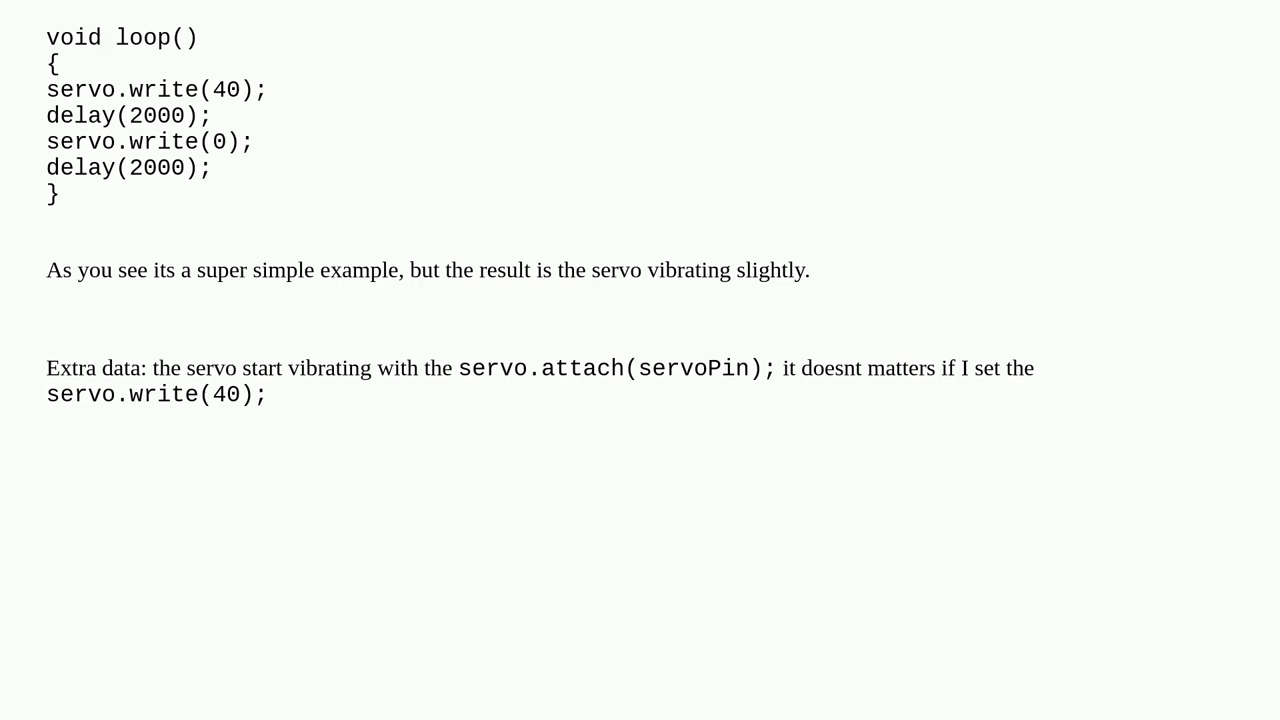 void loop()
{
servo.write(40);
delay(2000);
servo.write(0);
delay(2000);
}
As you see its a super simple example, but the result is the servo vibrating slightly.
Extra data: the servo start vibrating with the servo.attach(servoPin); it doesnt matters if I set the
servo.write(40);